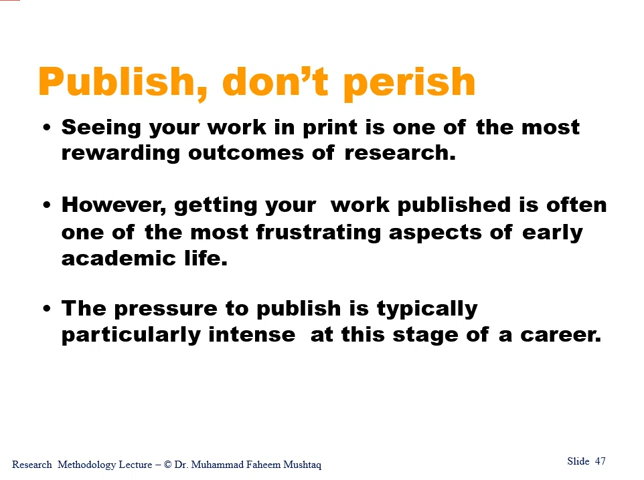 Publish, don't perish
• Seeing your work in print is one of the most
rewarding outcomes of research.
• However, getting your work published is often
one of the most frustrating aspects of early
academic life.
• The pressure to publish is typically
particularly intense at this stage of a career.
Research Methodology Lecture – © Dr. Muhammad Faheem Mushtaq
Slide 47